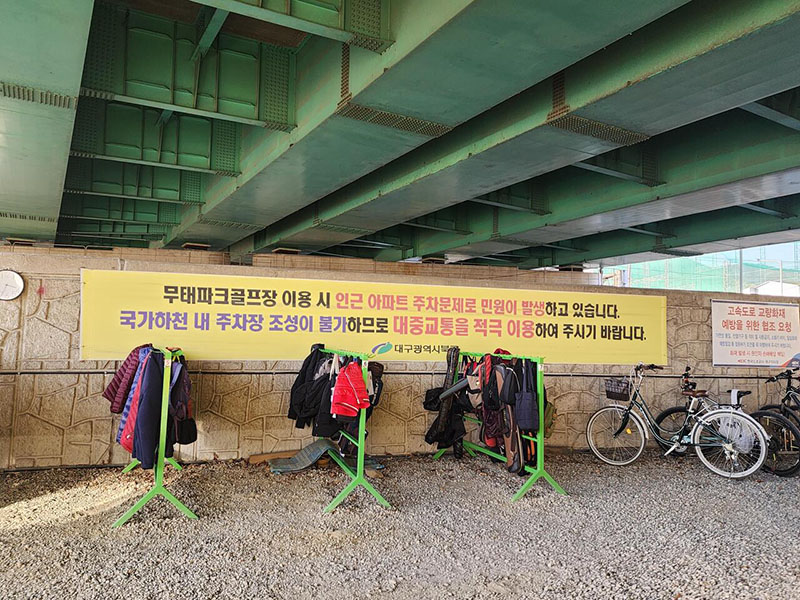 무태파크골프장 이용 시 인근 아파트 주차문제로 민원이 발생하고 있습니다.
국가하천 내 주차장 조성이 불가하므로 대중교통을 적극 이용하여 주시기 바랍니다.
대구광역시북구
고속도로 교량화재
예방을 위한 협조 요청